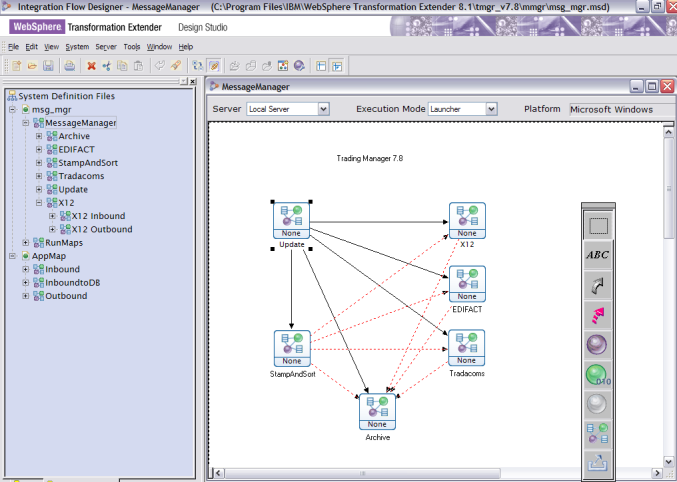 Integration Flow Designer - MessageManager (C:\Program Files\IBM\WebSphere Transformation Extender 8.1\tmgr_v7.8\mmgr\msg_mgr.msd)
WebSphere Transformation Extender Design Studio
File Edit View System Server Tools Window Help
System Definition Files
msg_mgr
MessageManager
Archive
EDIFACT
StampAndSort
Tradacoms
Update
X12
X12 Inbound
X12 Outbound
RunMaps
AppMap
Inbound
InboundtoDB
Outbound
MessageManager
Server Local Server Execution Mode Launcher Platform Microsoft Windows
Trading Manager 7.8
None
Update
None
X12
None
EDIFACT
None
StampAndSort
None
Tradacoms
None
Archive
ABC
010